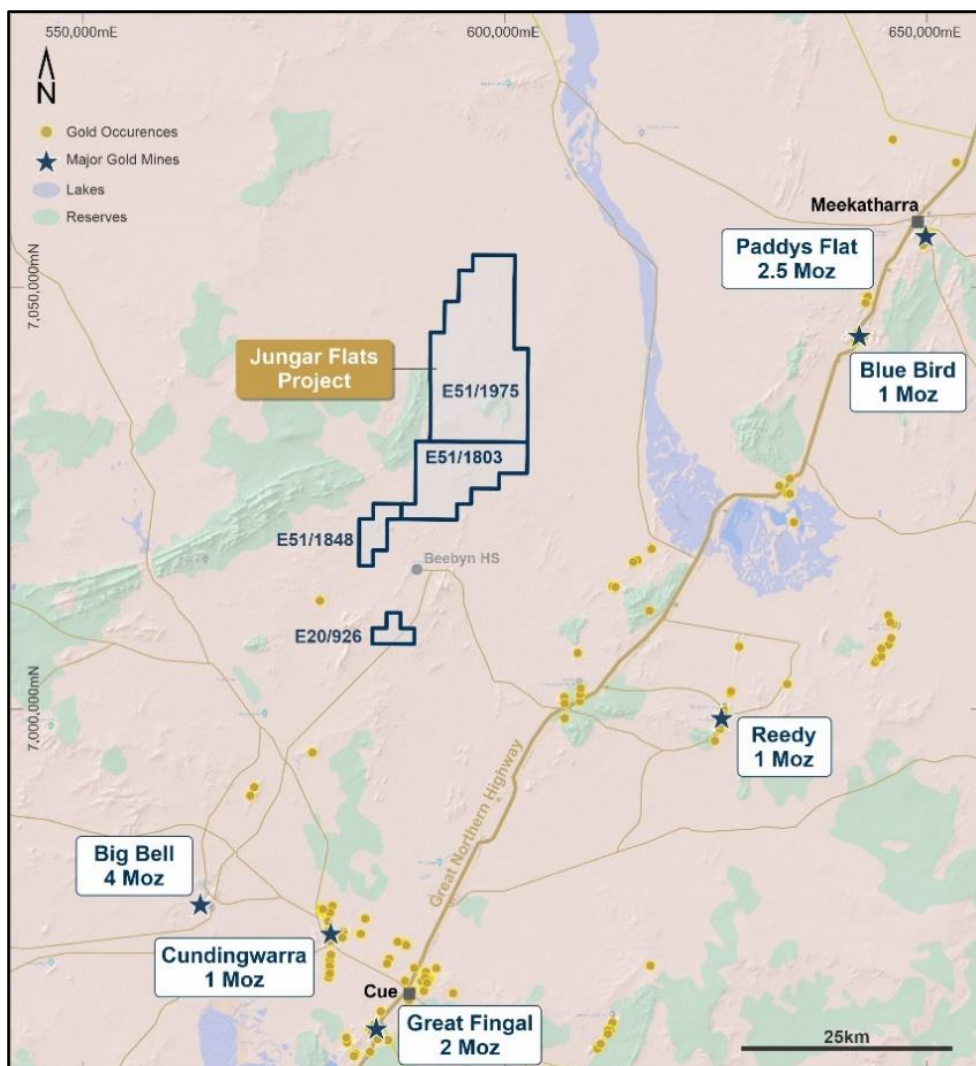 550,000mE
600,000mE
650,000mE
N
Gold Occurences
Major Gold Mines
Lakes
Reserves
Meekatharra
Paddys Flat
2.5 Moz
7,050,000mN
Blue Bird
1 Moz
Jungar Flats
Project
E51/1975
E51/1803
E51/1848
Beebyn HS
E20/926
7,000,000mN
Reedy
1 Moz
Great Northern Highway
Big Bell
4 Moz
Cundingwarra
1 Moz
Cue
Great Fingal
2 Moz
25km